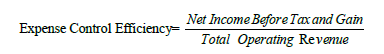 Expense Control Efficiency= Net Income Before Tax and Gain
Total Operating Revenue